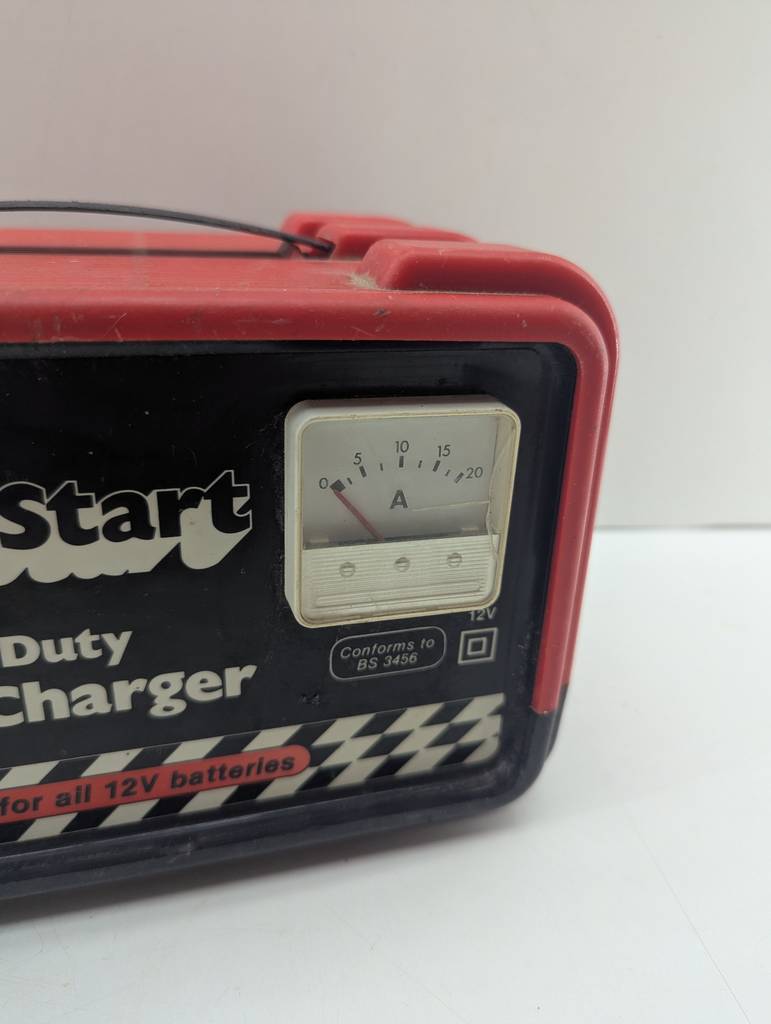 Start
Duty
Charger
for all 12V batteries
0 5 10 15 20
A
12V
Conforms to
BS 3456